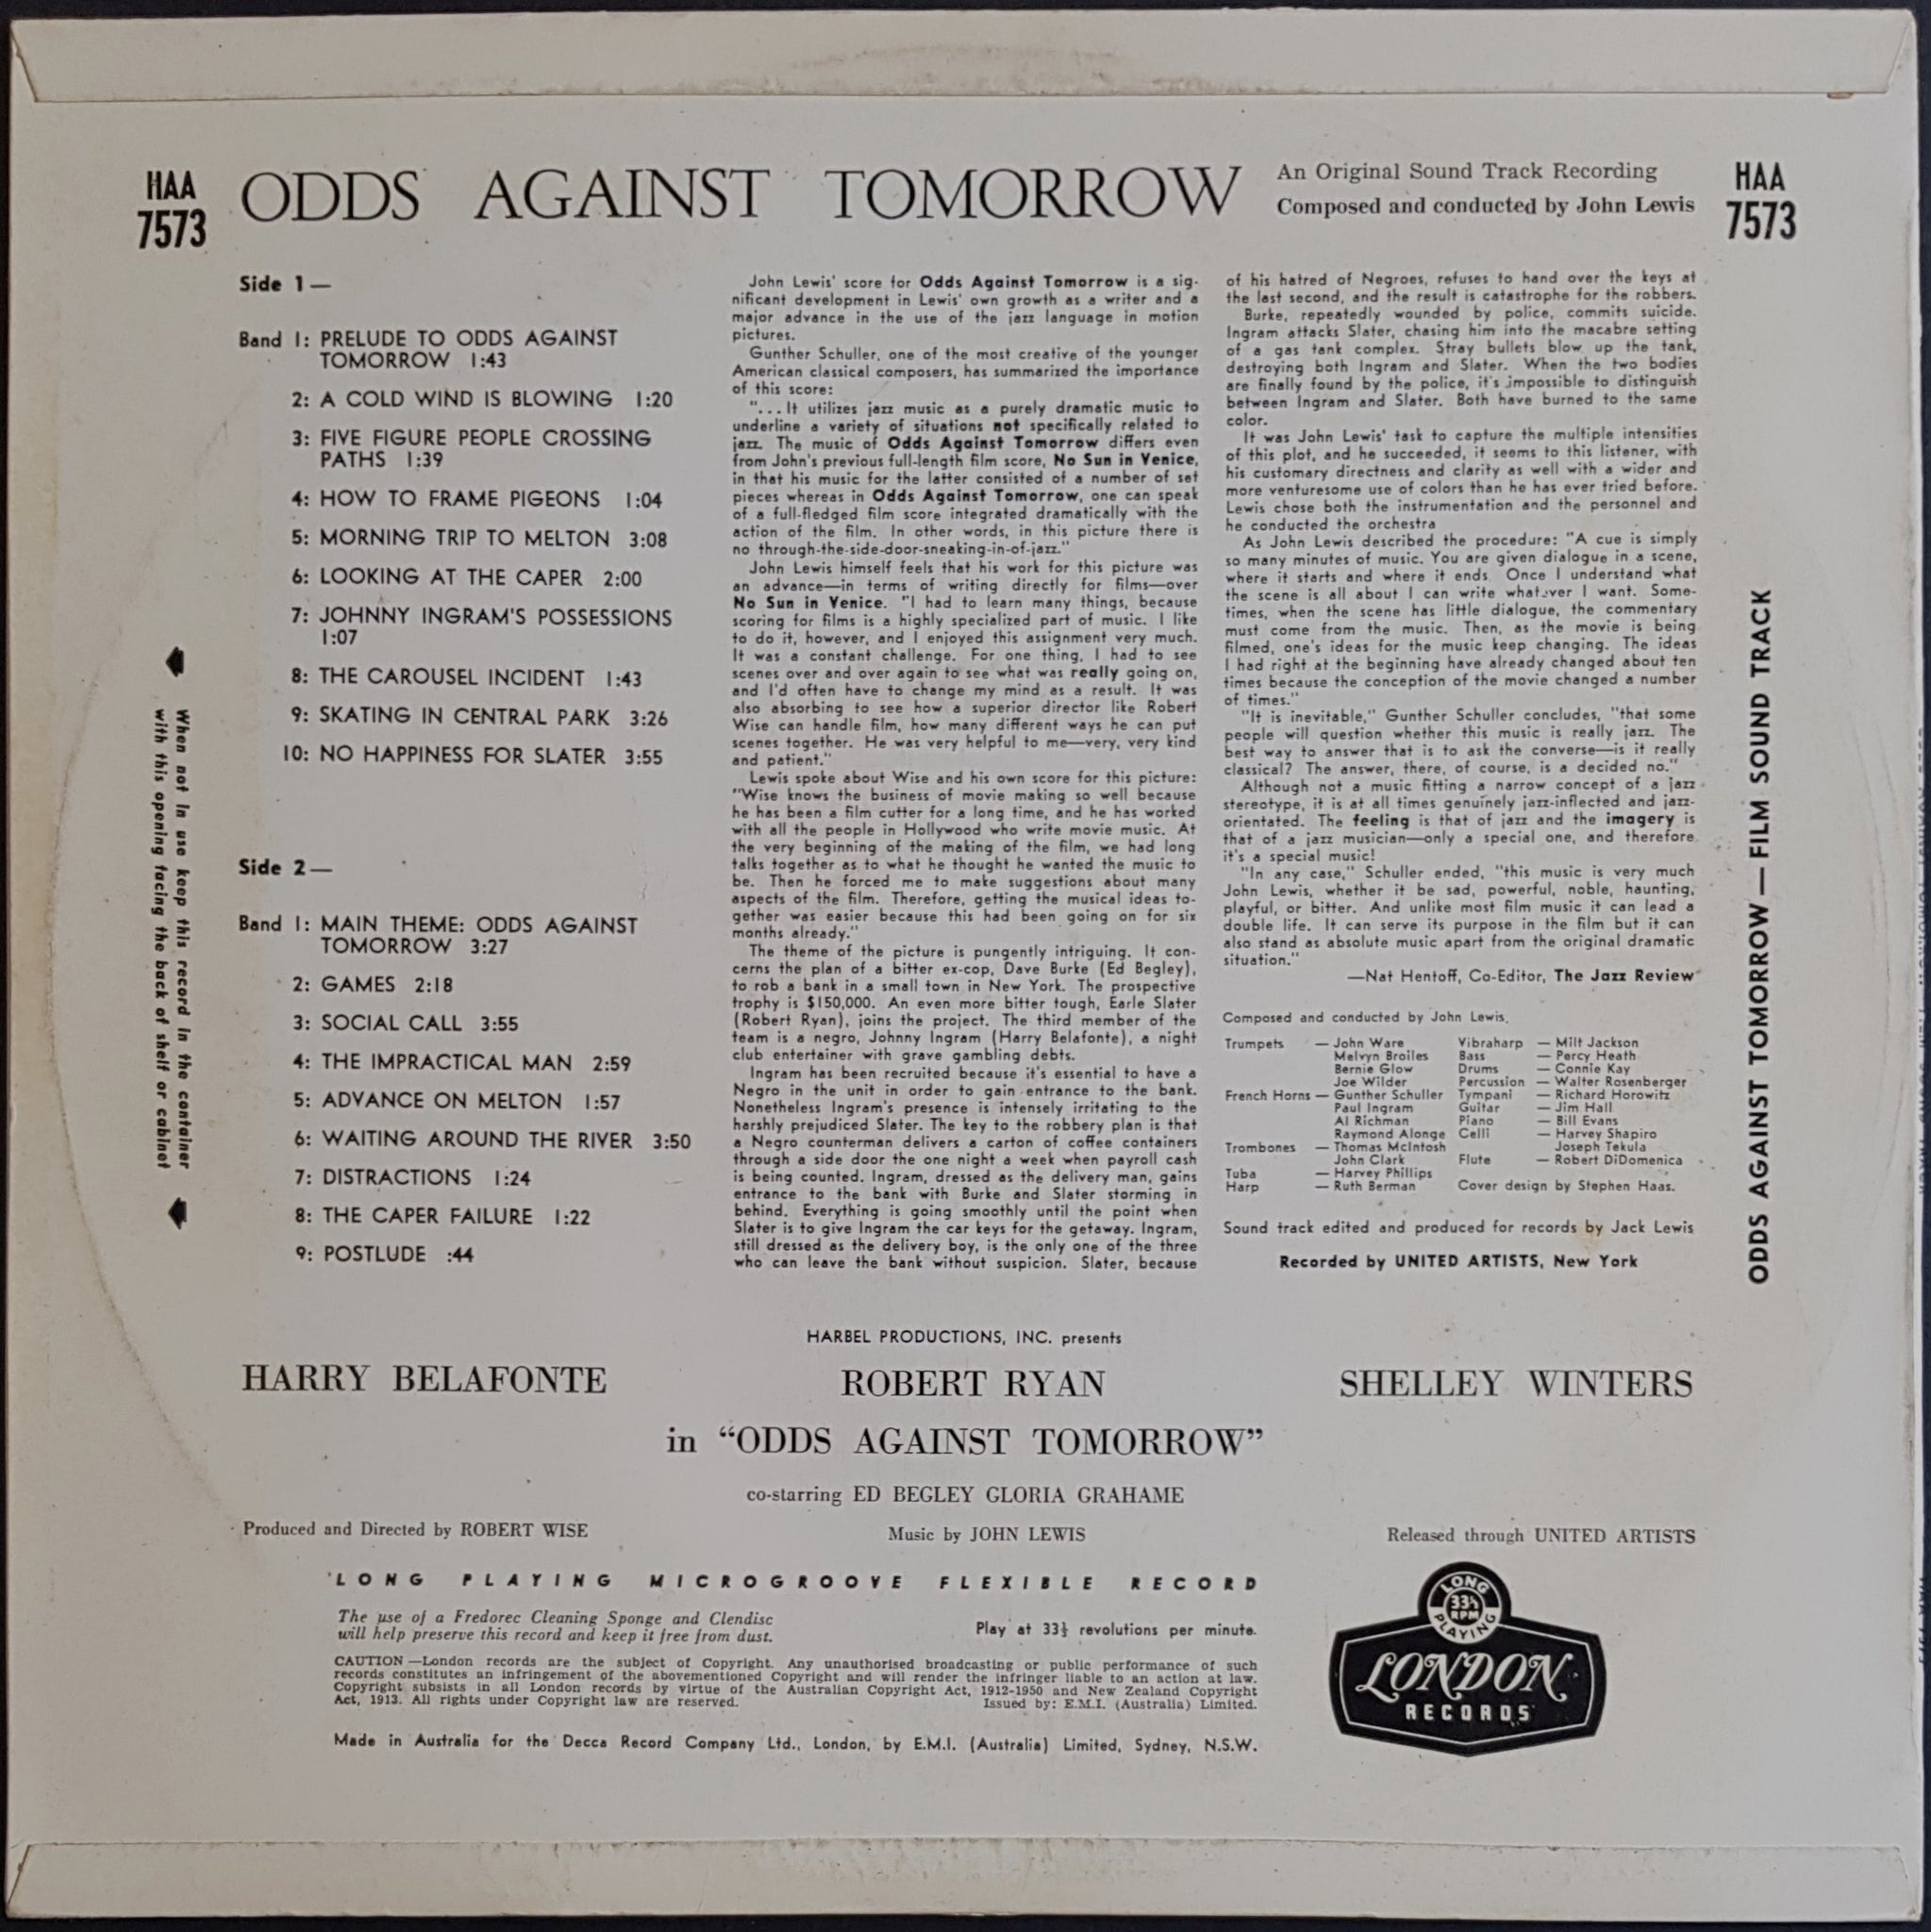 HAA
7573
ODDS AGAINST TOMORROW
An Original Sound Track Recording
Composed and conducted by John Lewis
HAA
7573
Side 1—
Band 1: PRELUDE TO ODDS AGAINST
TOMORROW 1:43
2: A COLD WIND IS BLOWING 1:20
3: FIVE FIGURE PEOPLE CROSSING
PATHS 1:39
4: HOW TO FRAME PIGEONS 1:04
5: MORNING TRIP TO MELTON 3:08
6: LOOKING AT THE CAPER 2:00
7: JOHNNY INGRAM'S POSSESSIONS
1:07
8: THE CAROUSEL INCIDENT 1:43
9: SKATING IN CENTRAL PARK 3:26
10: NO HAPPINESS FOR SLATER 3:55
Side 2—
Band 1: MAIN THEME: ODDS AGAINST
TOMORROW 3:27
2: GAMES 2:18
3: SOCIAL CALL 3:55
4: THE IMPRACTICAL MAN 2:59
5: ADVANCE ON MELTON 1:57
6: WAITING AROUND THE RIVER 3:50
7: DISTRACTIONS 1:24
8: THE CAPER FAILURE 1:22
9: POSTLUDE :44
When not in use keep this record in the container
with this opening facing the back of shelf or cabinet
John Lewis' score for Odds Against Tomorrow is a sig-
nificant development in Lewis' own growth as a writer and a
major advance in the use of the jazz language in motion
pictures.
Gunther Schuller, one of the most creative of the younger
American classical composers, has summarized the importance
of this score:
"...It utilizes jazz music as a purely dramatic music to
underline a variety of situations not specifically related to
jazz. The music of Odds Against Tomorrow differs even
from John's previous full-length film score, No Sun in Venice,
in that his music for the latter consisted of a number of set
pieces whereas in Odds Against Tomorrow, one can speak
of a full-fledged film score integrated dramatically with the
action of the film. In other words, in this picture there is
no through-the-side-door-sneaking-in-of-jazz."
John Lewis himself feels that his work for this picture was
an advance—in terms of writing directly for films—over
No Sun in Venice. "I had to learn many things, because
scoring for films is a highly specialized part of music. I like
to do it, however, and I enjoyed this assignment very much.
It was a constant challenge. For one thing, I had to see
scenes over and over again to see what was really going on,
and I'd often have to change my mind as a result. It was
also absorbing to see how a superior director like Robert
Wise can handle film, how many different ways he can put
scenes together. He was very helpful to me—very, very kind
and patient."
Lewis spoke about Wise and his own score for this picture:
"Wise knows the business of movie making so well because
he has been a film cutter for a long time, and he has worked
with all the people in Hollywood who write movie music. At
the very beginning of the making of the film, we had long
talks together as to what he thought he wanted the music to
be. Then he forced me to make suggestions about many
aspects of the film. Therefore, getting the musical ideas to-
gether was easier because this had been going on for six
months already."
The theme of the picture is pungently intriguing. It con-
cerns the plan of a bitter ex-cop, Dave Burke (Ed Begley),
to rob a bank in a small town in New York. The prospective
trophy is $150,000. An even more bitter tough, Earle Slater
(Robert Ryan), joins the project. The third member of the
team is a negro, Johnny Ingram (Harry Belafonte), a night
club entertainer with grave gambling debts.
Ingram has been recruited because it's essential to have a
Negro in the unit in order to gain entrance to the bank.
Nonetheless Ingram's presence is intensely irritating to the
harshly prejudiced Slater. The key to the robbery plan is that
a Negro counterman delivers a carton of coffee containers
through a side door the one night a week when payroll cash
is being counted. Ingram, dressed as the delivery man, gains
entrance to the bank with Burke and Slater storming in
behind. Everything is going smoothly until the point when
Slater is to give Ingram the car keys for the getaway. Ingram,
still dressed as the delivery boy, is the only one of the three
who can leave the bank without suspicion. Slater, because
of his hatred of Negroes, refuses to hand over the keys at
the last second, and the result is catastrophe for the robbers.
Burke, repeatedly wounded by police, commits suicide.
Ingram attacks Slater, chasing him into the macabre setting
of a gas tank complex. Stray bullets blow up the tank,
destroying both Ingram and Slater. When the two bodies
are finally found by the police, it's impossible to distinguish
between Ingram and Slater. Both have burned to the same
color.
It was John Lewis' task to capture the multiple intensities
of this plot, and he succeeded, it seems to this listener, with
his customary directness and clarity as well with a wider and
more venturesome use of colors than he has ever tried before.
Lewis chose both the instrumentation and the personnel and
he conducted the orchestra
As John Lewis described the procedure: "A cue is simply
so many minutes of music. You are given dialogue in a scene,
where it starts and where it ends. Once I understand what
the scene is all about I can write whatever I want. Some-
times, when the scene has little dialogue, the commentary
must come from the music. Then, as the movie is being
filmed, one's ideas for the music keep changing. The ideas
I had right at the beginning have already changed about ten
times because the conception of the movie changed a number
of times."
"It is inevitable," Gunther Schuller concludes, "that some
people will question whether this music is really jazz. The
best way to answer that is to ask the converse—is it really
classical? The answer, there, of course, is a decided no."
Although not a music fitting a narrow concept of a jazz
stereotype, it is at all times genuinely jazz-inflected and jazz-
orientated. The feeling is that of jazz and the imagery is
that of a jazz musician—only a special one, and therefore
it's a special music!
"In any case," Schuller ended, "this music is very much
John Lewis, whether it be sad, powerful, noble, haunting,
playful, or bitter. And unlike most film music it can lead a
double life. It can serve its purpose in the film but it can
also stand as absolute music apart from the original dramatic
situation."
—Nat Hentoff, Co-Editor, The Jazz Review
Composed and conducted by John Lewis.
Trumpets — John Ware Vibraharp — Milt Jackson
Melvyn Broiles Bass — Percy Heath
Bernie Glow Drums — Connie Kay
Joe Wilder Percussion — Walter Rosenberger
French Horns — Gunther Schuller Tympani — Richard Horowitz
Paul Ingram Guitar — Jim Hall
Al Richman Piano — Bill Evans
Raymond Alonge Celli — Harvey Shapiro
Trombones — Thomas McIntosh Joseph Tekula
John Clark Flute — Robert DiDomenica
Tuba — Harvey Phillips
Harp — Ruth Berman Cover design by Stephen Haas.
Sound track edited and produced for records by Jack Lewis
Recorded by UNITED ARTISTS, New York
ODDS AGAINST TOMORROW — FILM SOUND TRACK
HARBEL PRODUCTIONS, INC. presents
HARRY BELAFONTE ROBERT RYAN SHELLEY WINTERS
in "ODDS AGAINST TOMORROW"
co-starring ED BEGLEY GLORIA GRAHAME
Produced and Directed by ROBERT WISE Music by JOHN LEWIS Released through UNITED ARTISTS
LONG PLAYING MICROGROOVE FLEXIBLE RECORD
The use of a Fredorec Cleaning Sponge and Clendisc
will help preserve this record and keep it free from dust.
Play at 33⅓ revolutions per minute.
CAUTION—London records are the subject of Copyright. Any unauthorised broadcasting or public performance of such
records constitutes an infringement of the abovementioned Copyright and will render the infringer liable to an action at law.
Copyright subsists in all London records by virtue of the Australian Copyright Act, 1912-1950 and New Zealand Copyright
Act, 1913. All rights under Copyright law are reserved. Issued by: E.M.I. (Australia) Limited.
Made in Australia for the Decca Record Company Ltd., London, by E.M.I. (Australia) Limited, Sydney, N.S.W.
LONG
33⅓
RPM
PLAYING
LONDON
RECORDS